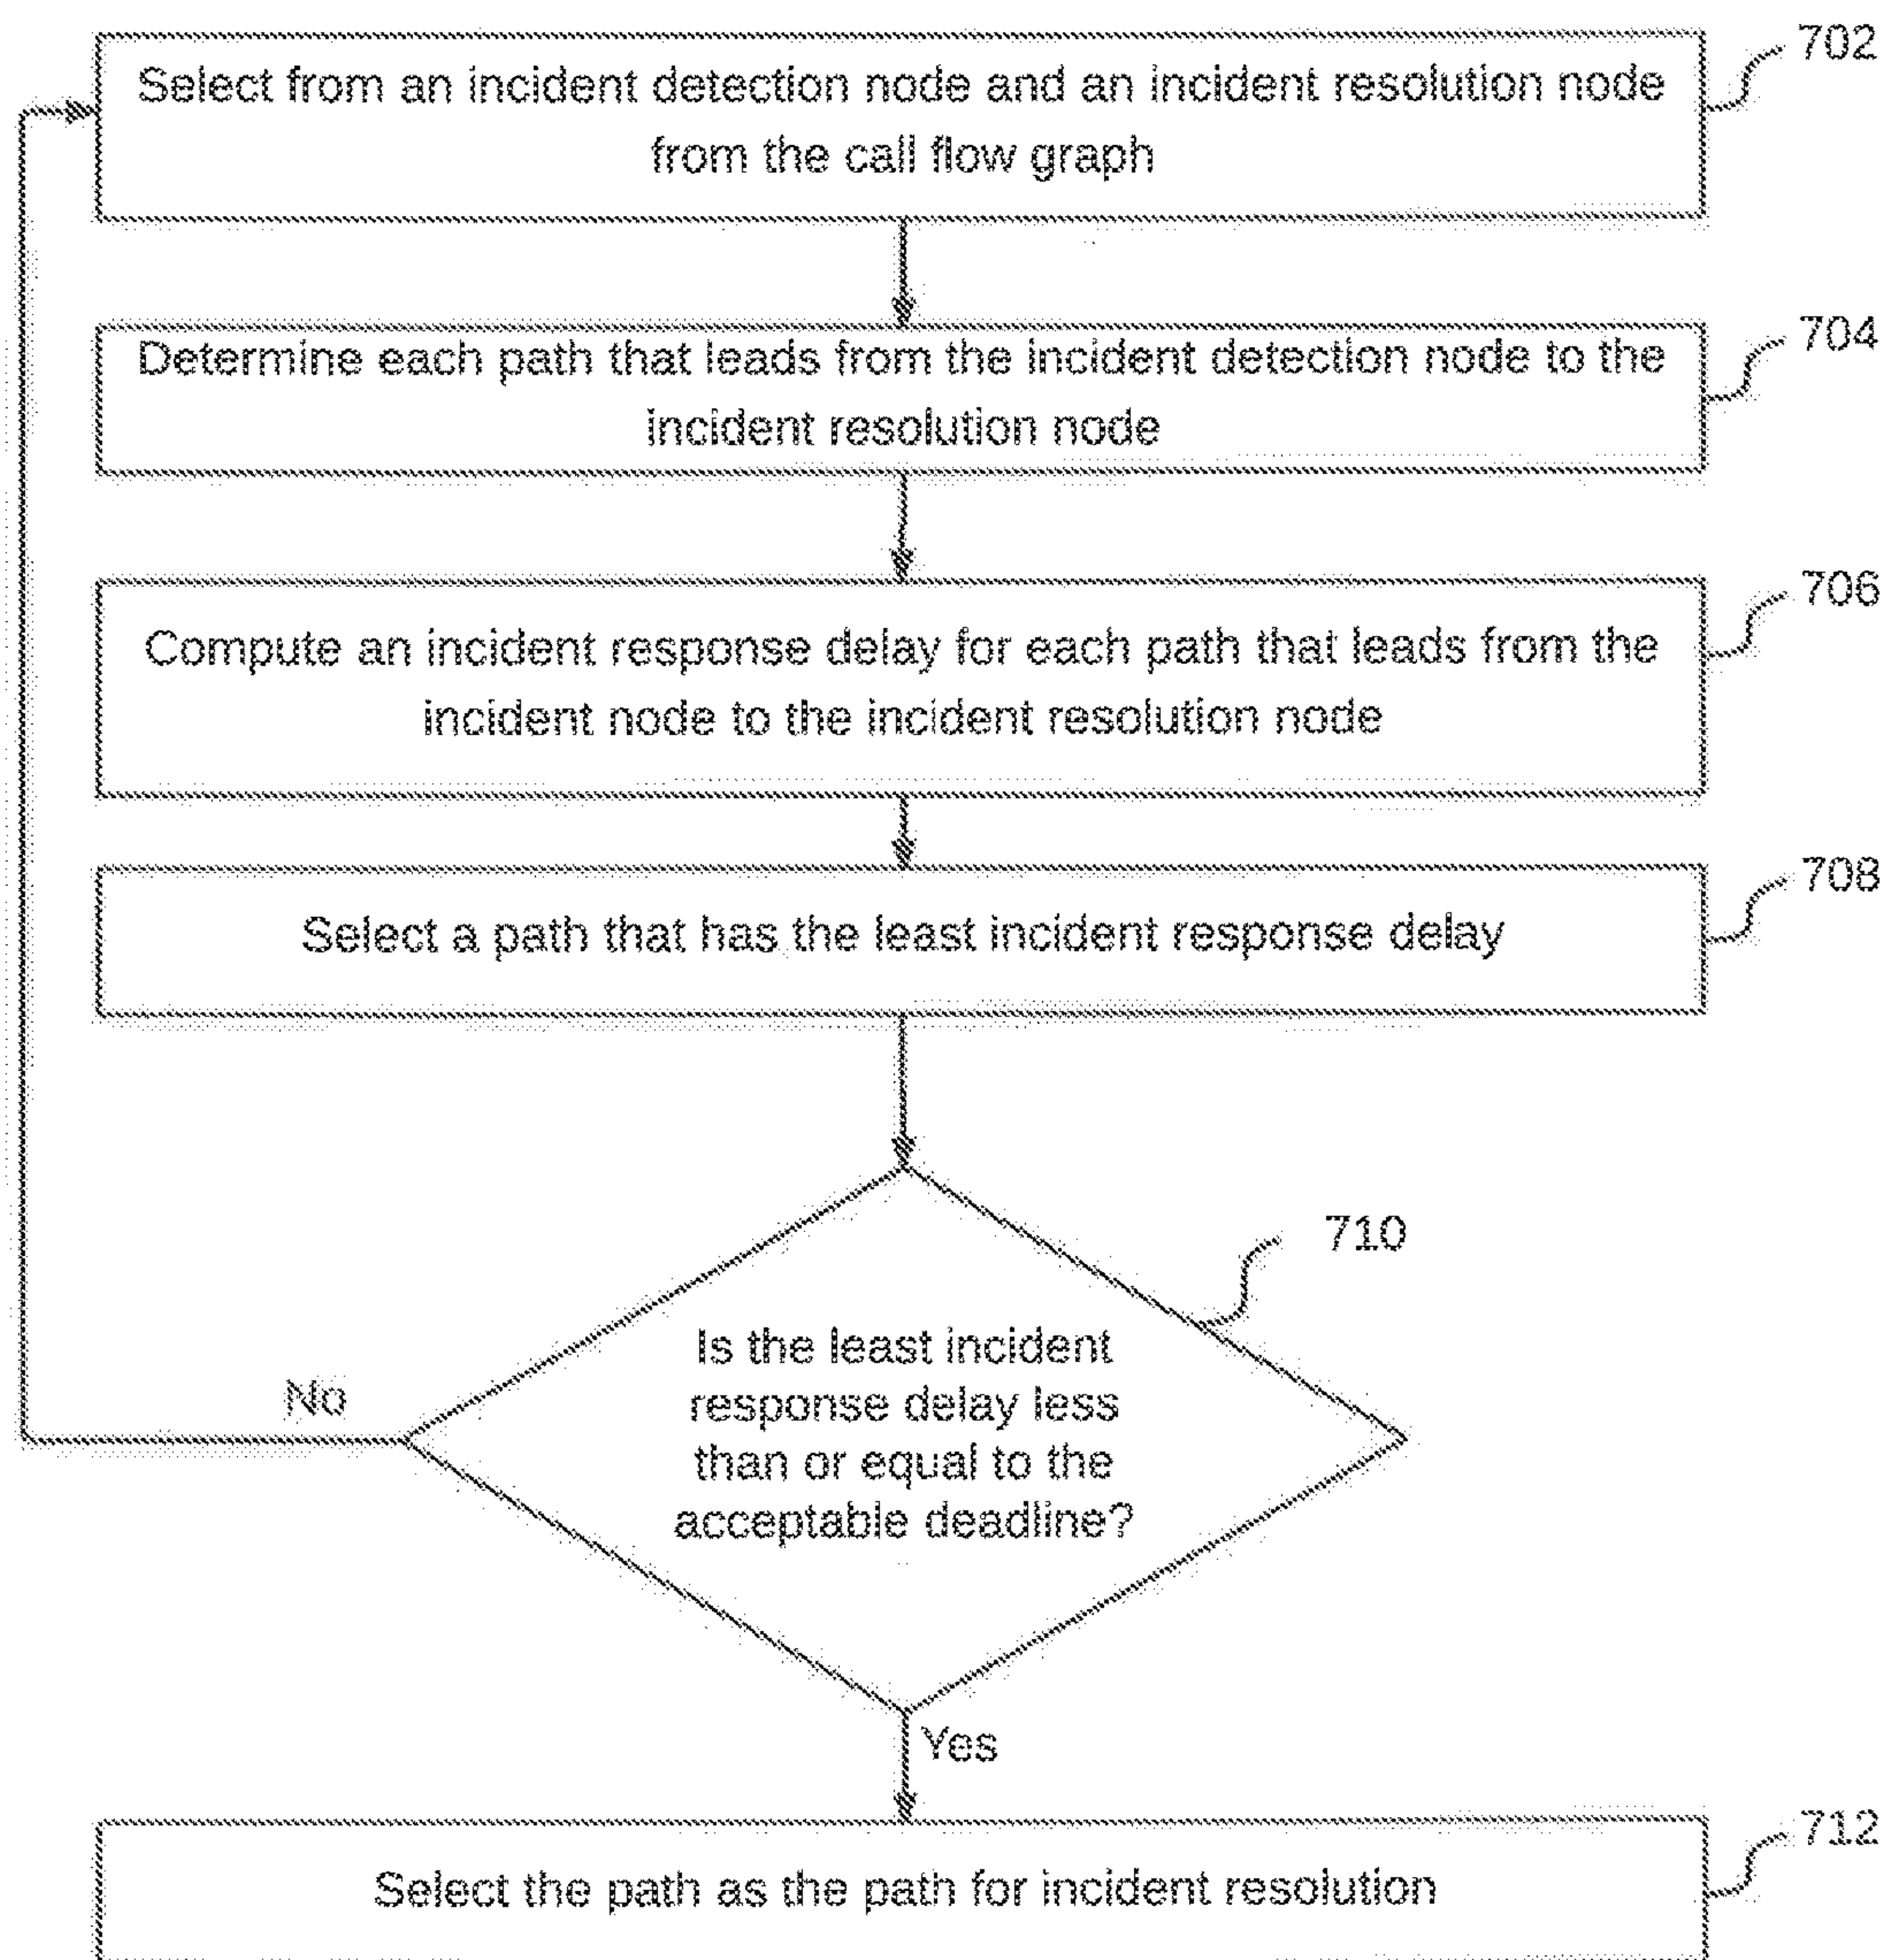 702
Select from an incident detection node and an incident resolution node
from the call flow graph
704
Determine each path that leads from the incident detection node to the
incident resolution node
706
Compute an incident response delay for each path that leads from the
incident node to the incident resolution node
708
Select a path that has the least incident response delay
710
Is the least incident
response delay less
than or equal to the
acceptable deadline?
No
Yes
712
Select the path as the path for incident resolution